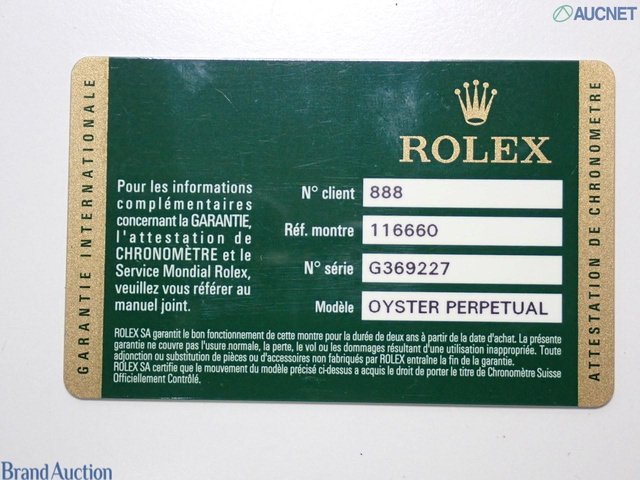 AUCNET
GARANTIE INTERNATIONALE
ROLEX
Pour les informations
complémentaires
concernant la GARANTIE,
l'attestation de
CHRONOMÈTRE et le
Service Mondial Rolex,
veuillez vous référer au
manuel joint.
N° client 888
Réf. montre 116660
N° série G369227
Modèle OYSTER PERPETUAL
ROLEX SA garantit le bon fonctionnement de cette montre pour la durée de deux ans à partir de la date d'achat. La présente
garantie ne couvre pas l'usure normale, la perte, le vol ou les dommages résultant d'une utilisation inappropriée. Toute
adjonction ou substitution de pièces ou d'accessoires non fabriqués par ROLEX entraîne la fin de la garantie.
ROLEX SA certifie que le mouvement du modèle précisé ci-dessus a acquis le droit de porter le titre de Chronomètre Suisse
Officiellement Contrôlé.
ATTESTATION DE CHRONOMETRE
Brand Auction